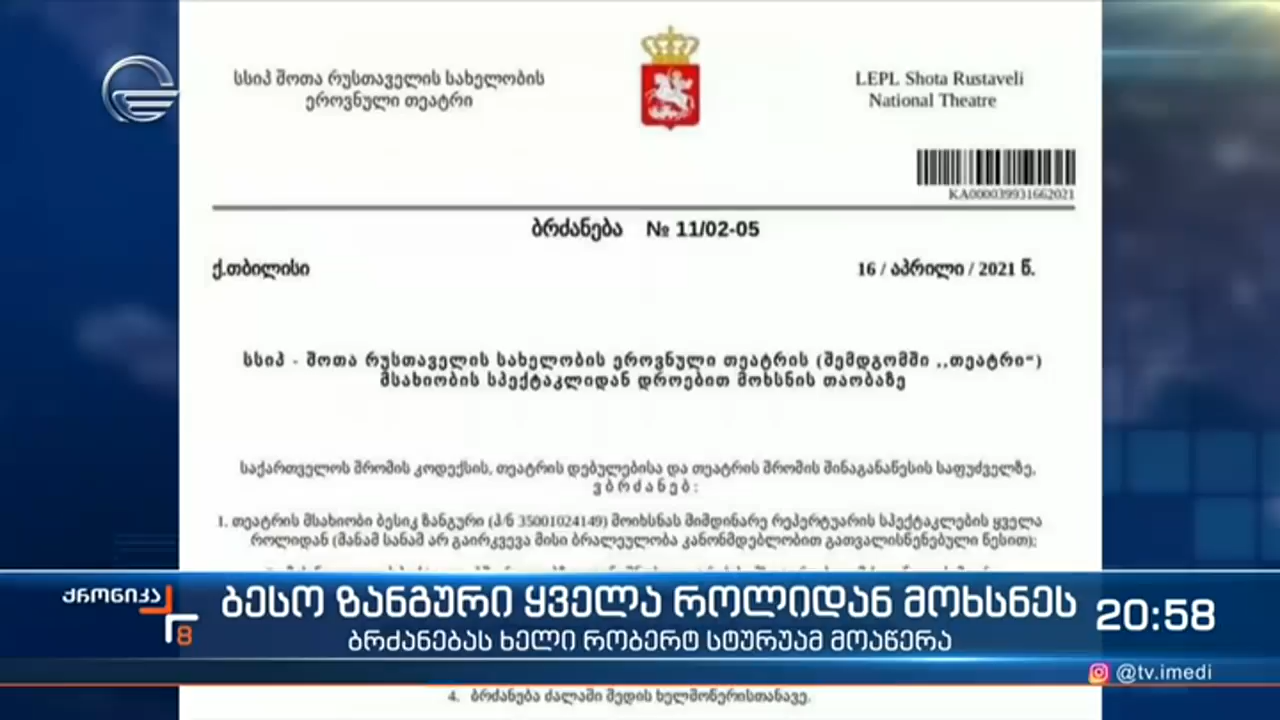 სსიპ შოთა რუსთაველის სახელობის
ეროვნული თეატრი
LEPL Shota Rustaveli
National Theatre
KA000039931662021
ბრძანება № 11/02-05
ქ.თბილისი
16 / აპრილი / 2021 წ.
სსიპ - შოთა რუსთაველის სახელობის ეროვნული თეატრის (შემდგომში ,,თეატრი“)
მსახიობის სპექტაკლიდან დროებით მოხსნის თაობაზე
საქართველოს შრომის კოდექსის, თეატრის დებულებისა და თეატრის შრომის შინაგანაწესის საფუძველზე,
ვ ბ რ ძ ა ნ ე ბ :
1. თეატრის მსახიობი ბესიკ ზანგური (პ/ნ 35001024149) მოიხსნას მიმდინარე რეპერტუარის სპექტაკლების ყველა
როლიდან (მანამ სანამ არ გაირკვევა მისი ბრალეულობა კანონმდებლობით გათვალისწენებული წესით);
ქრონიკა
8
ბესო ზანგური ყველა როლიდან მოხსნეს
20:58
ბრძანებას ხელი რობერტ სტურუამ მოაწერა
@tv.imedi
4. ბრძანება ძალაში შედის ხელმოწერისთანავე.